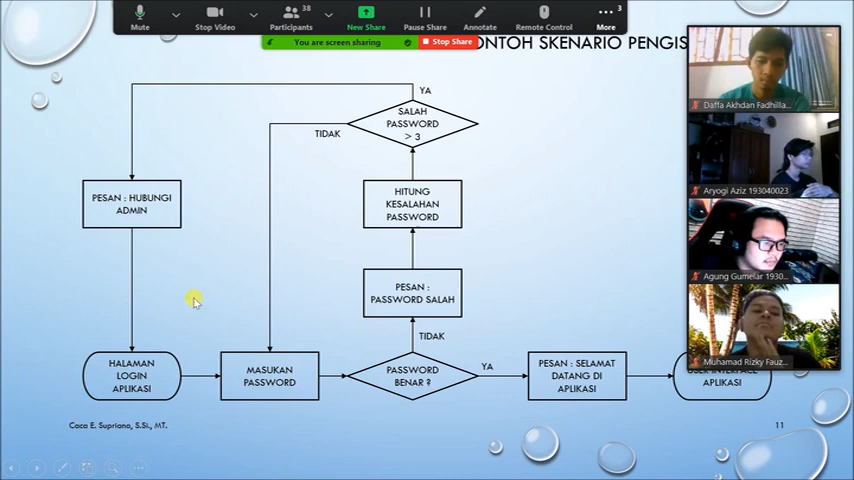 38
3
Mute
Stop Video
Participants
New Share
Pause Share
Annotate
Remote Control
More
You are screen sharing
Stop Share
ONTOH SKENARIO PENGIS
YA
SALAH
PASSWORD
> 3
TIDAK
PESAN : HUBUNGI
ADMIN
HITUNG
KESALAHAN
PASSWORD
PESAN :
PASSWORD SALAH
TIDAK
HALAMAN
LOGIN
APLIKASI
MASUKAN
PASSWORD
PASSWORD
BENAR ?
YA
PESAN : SELAMAT
DATANG DI
APLIKASI
USER INTERFACE
APLIKASI
Caca E. Supriana, S.Si., MT.
11
Daffa Akhdan Fadhilla...
Aryogi Aziz 193040023
Agung Gumelar 1930...
Muhamad Rizky Fauz...